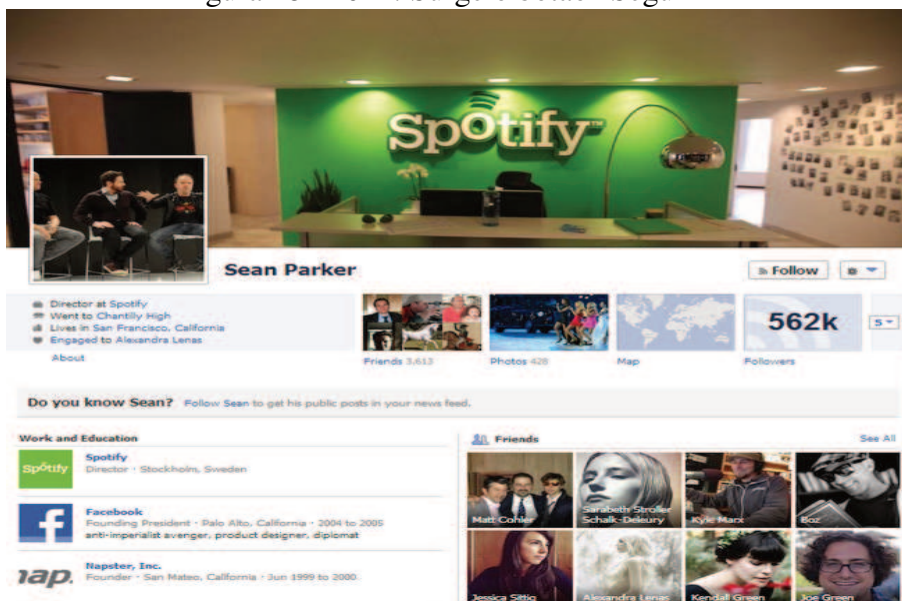 Spotify
Sean Parker
Follow
Director at Spotify
Went to Chantilly High
Lives in San Francisco, California
Engaged to Alexandra Lenas
About
Friends 3,613
Photos 428
Map
562k
Followers
Do you know Sean? Follow Sean to get his public posts in your news feed.
Work and Education
Spotify
Spotify
Director · Stockholm, Sweden
Facebook
Founding President · Palo Alto, California · 2004 to 2005
anti-imperialist avenger, product designer, diplomat
nap.
Napster, Inc.
Founder · San Mateo, California · Jun 1999 to 2000
Friends
See All
Matt Cohler
Sarabeth Stroller
Schalk-Deleury
Kyle Marx
Boz
Jessica Sittig
Alexandra Lenas
Kendall Green
Joe Green